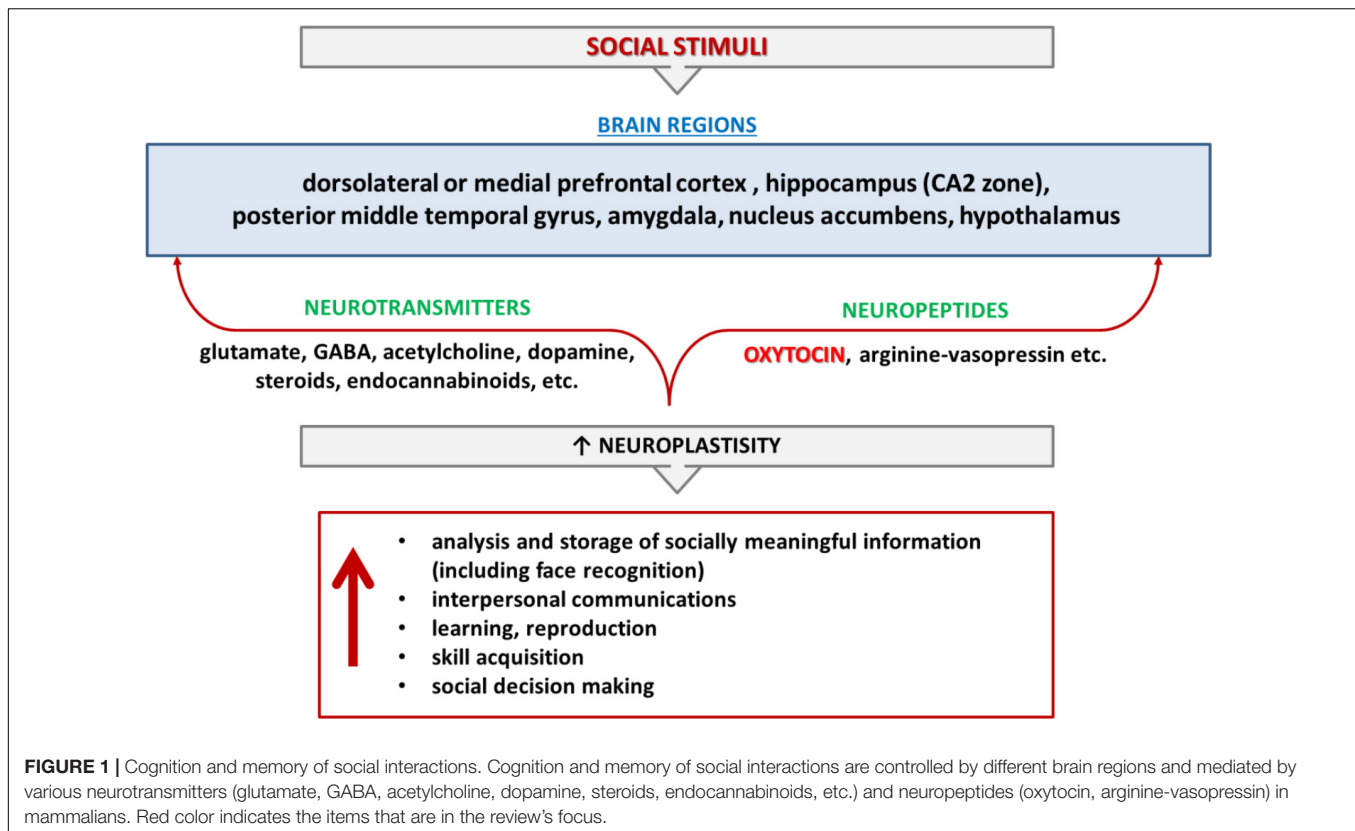 SOCIAL STIMULI
BRAIN REGIONS
dorsolateral or medial prefrontal cortex , hippocampus (CA2 zone),
posterior middle temporal gyrus, amygdala, nucleus accumbens, hypothalamus
NEUROTRANSMITTERS
glutamate, GABA, acetylcholine, dopamine,
steroids, endocannabinoids, etc.
NEUROPEPTIDES
OXYTOCIN, arginine-vasopressin etc.
↑ NEUROPLASTISITY
• analysis and storage of socially meaningful information
(including face recognition)
• interpersonal communications
• learning, reproduction
• skill acquisition
• social decision making
FIGURE 1 | Cognition and memory of social interactions. Cognition and memory of social interactions are controlled by different brain regions and mediated by
various neurotransmitters (glutamate, GABA, acetylcholine, dopamine, steroids, endocannabinoids, etc.) and neuropeptides (oxytocin, arginine-vasopressin) in
mammalians. Red color indicates the items that are in the review's focus.